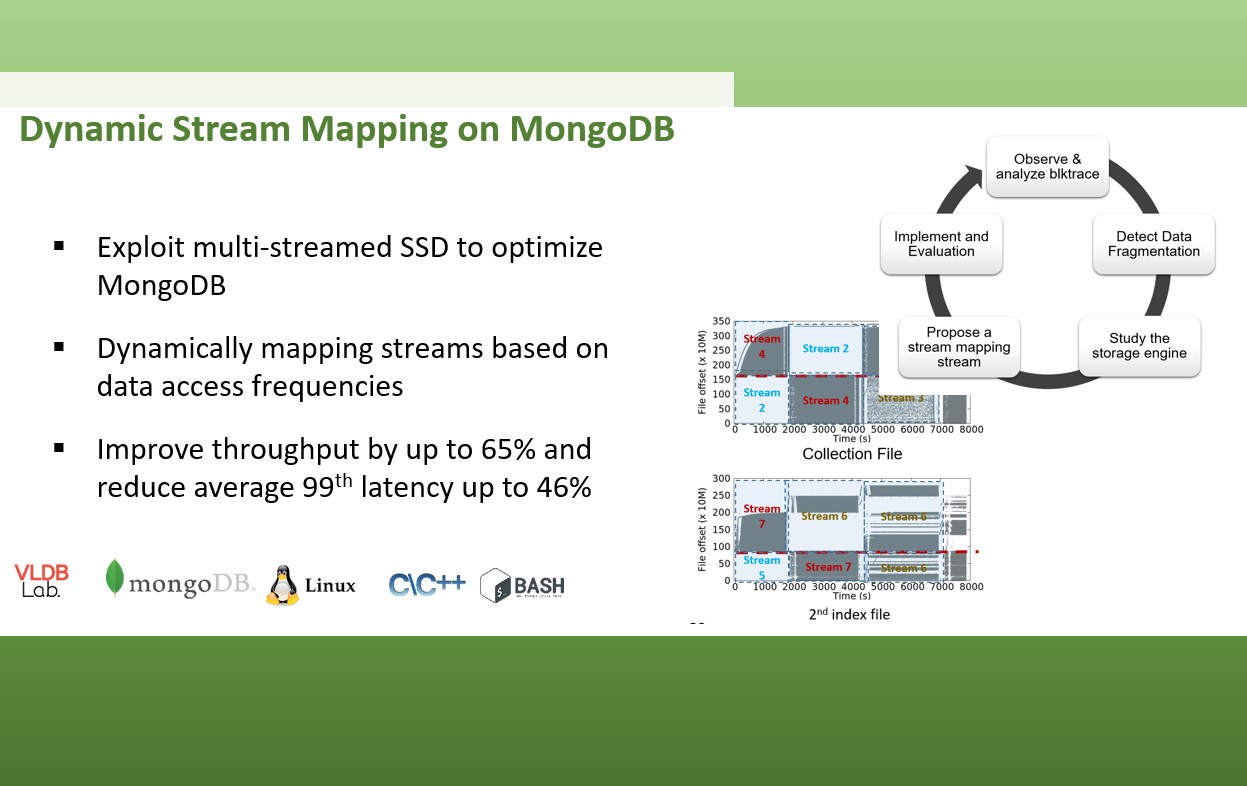 Dynamic Stream Mapping on MongoDB
▪ Exploit multi-streamed SSD to optimize
MongoDB
▪ Dynamically mapping streams based on
data access frequencies
▪ Improve throughput by up to 65% and
reduce average 99th latency up to 46%
VLDB
Lab.
mongoDB.
Linux
C\C++
BASH
Observe &
analyze blktrace
Detect Data
Fragmentation
Study the
storage engine
Propose a
stream mapping
stream
Implement and
Evaluation
File offset (x 10M)
350
300
250
200
150
100
50
0
Stream
4
Stream 2
Stream
2
Stream 4
Stream 3
0 1000 2000 3000 4000 5000 6000 7000 8000
Time (s)
Collection File
File offset (x 10M)
300
250
200
150
100
50
0
Stream
7
Stream 6
Stream 6
Stream
5
Stream 7
Stream 6
0 1000 2000 3000 4000 5000 6000 7000 8000
Time (s)
2nd index file